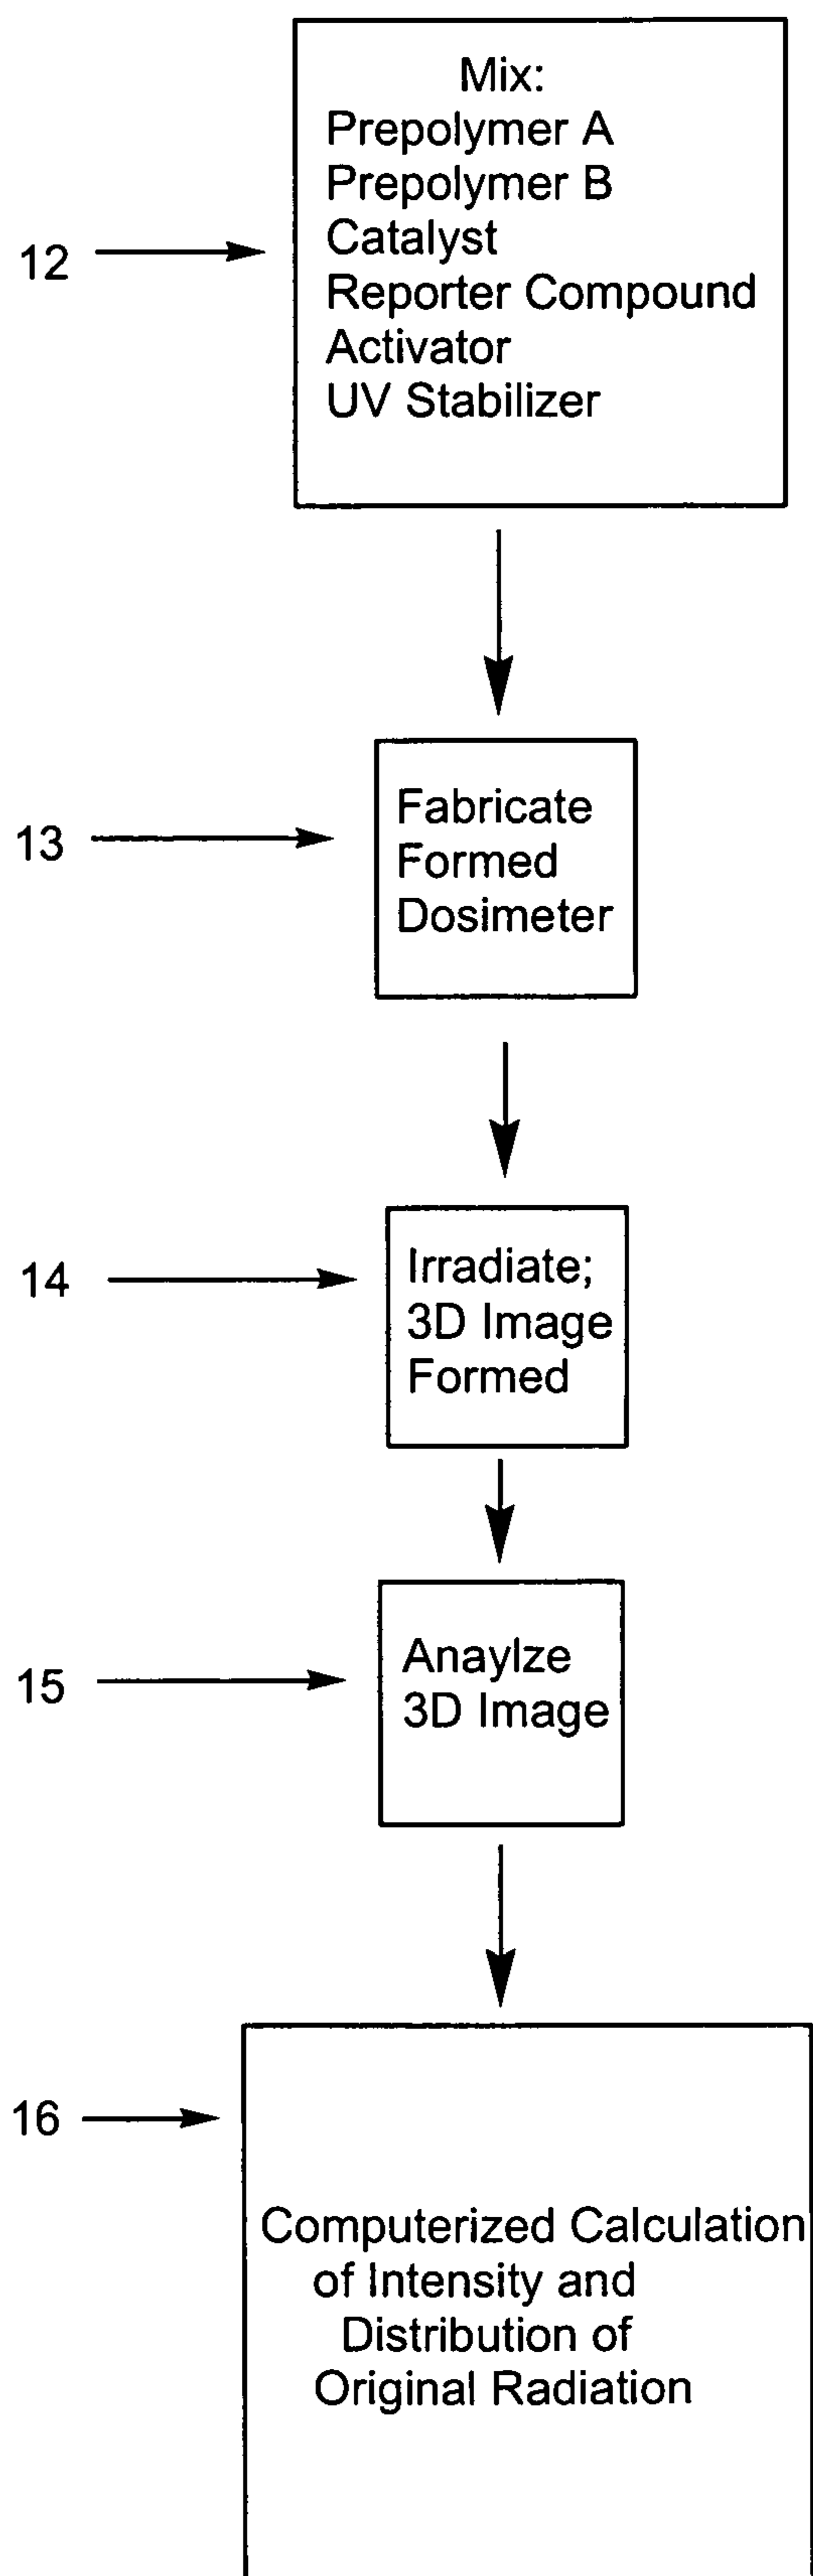 Mix:
Prepolymer A
Prepolymer B
12
Catalyst
Reporter Compound
Activator
UV Stabilizer
13
Fabricate
Formed
Dosimeter
14
Irradiate;
3D Image
Formed
15
Anaylze
3D Image
16
Computerized Calculation
of Intensity and
Distribution of
Original Radiation